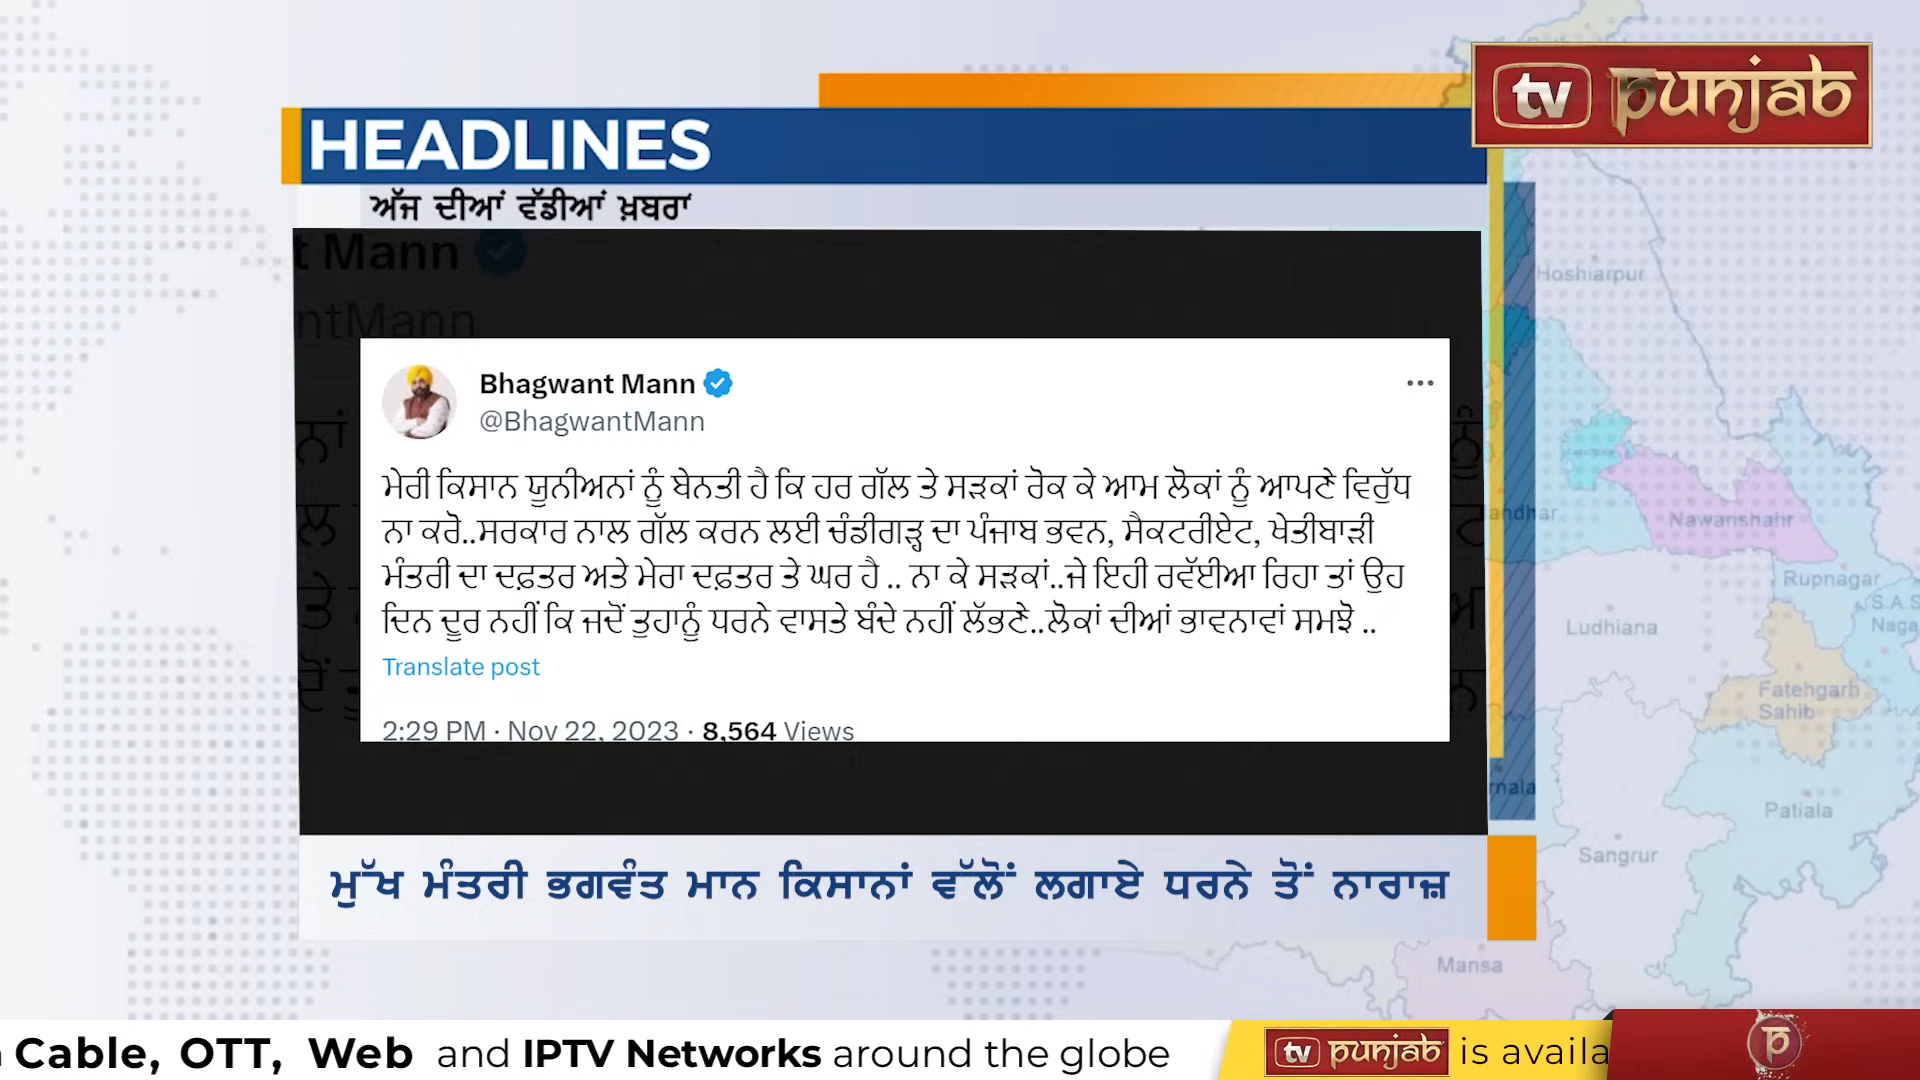 tv punjab
HEADLINES
ਅੱਜ ਦੀਆਂ ਵੱਡੀਆਂ ਖ਼ਬਰਾਂ
t Mann
ntMann
Bhagwant Mann
@BhagwantMann
ਮੇਰੀ ਕਿਸਾਨ ਯੂਨੀਅਨਾਂ ਨੂੰ ਬੇਨਤੀ ਹੈ ਕਿ ਹਰ ਗੱਲ ਤੇ ਸੜਕਾਂ ਰੋਕ ਕੇ ਆਮ ਲੋਕਾਂ ਨੂੰ ਆਪਣੇ ਵਿਰੁੱਧ
ਨਾ ਕਰੋ..ਸਰਕਾਰ ਨਾਲ ਗੱਲ ਕਰਨ ਲਈ ਚੰਡੀਗੜ੍ਹ ਦਾ ਪੰਜਾਬ ਭਵਨ, ਸੈਕਟਰੀਏਟ, ਖੇਤੀਬਾੜੀ
ਮੰਤਰੀ ਦਾ ਦਫ਼ਤਰ ਅਤੇ ਮੇਰਾ ਦਫ਼ਤਰ ਤੇ ਘਰ ਹੈ .. ਨਾ ਕੇ ਸੜਕਾਂ..ਜੇ ਇਹੀ ਰਵੱਈਆ ਰਿਹਾ ਤਾਂ ਉਹ
ਦਿਨ ਦੂਰ ਨਹੀਂ ਕਿ ਜਦੋਂ ਤੁਹਾਨੂੰ ਧਰਨੇ ਵਾਸਤੇ ਬੰਦੇ ਨਹੀਂ ਲੱਭਣੇ..ਲੋਕਾਂ ਦੀਆਂ ਭਾਵਨਾਵਾਂ ਸਮਝੋ ..
Translate post
2:29 PM · Nov 22, 2023 · 8,564 Views
ਮੁੱਖ ਮੰਤਰੀ ਭਗਵੰਤ ਮਾਨ ਕਿਸਾਨਾਂ ਵੱਲੋਂ ਲਗਾਏ ਧਰਨੇ ਤੋਂ ਨਾਰਾਜ਼
Hoshiarpur
Nawanshahr
Rupnagar
S.A.S
Naga
Ludhiana
Fatehgarh
Sahib
Patiala
Sangrur
Mansa
Cable, OTT, Web and IPTV Networks around the globe
tv punjab is availa